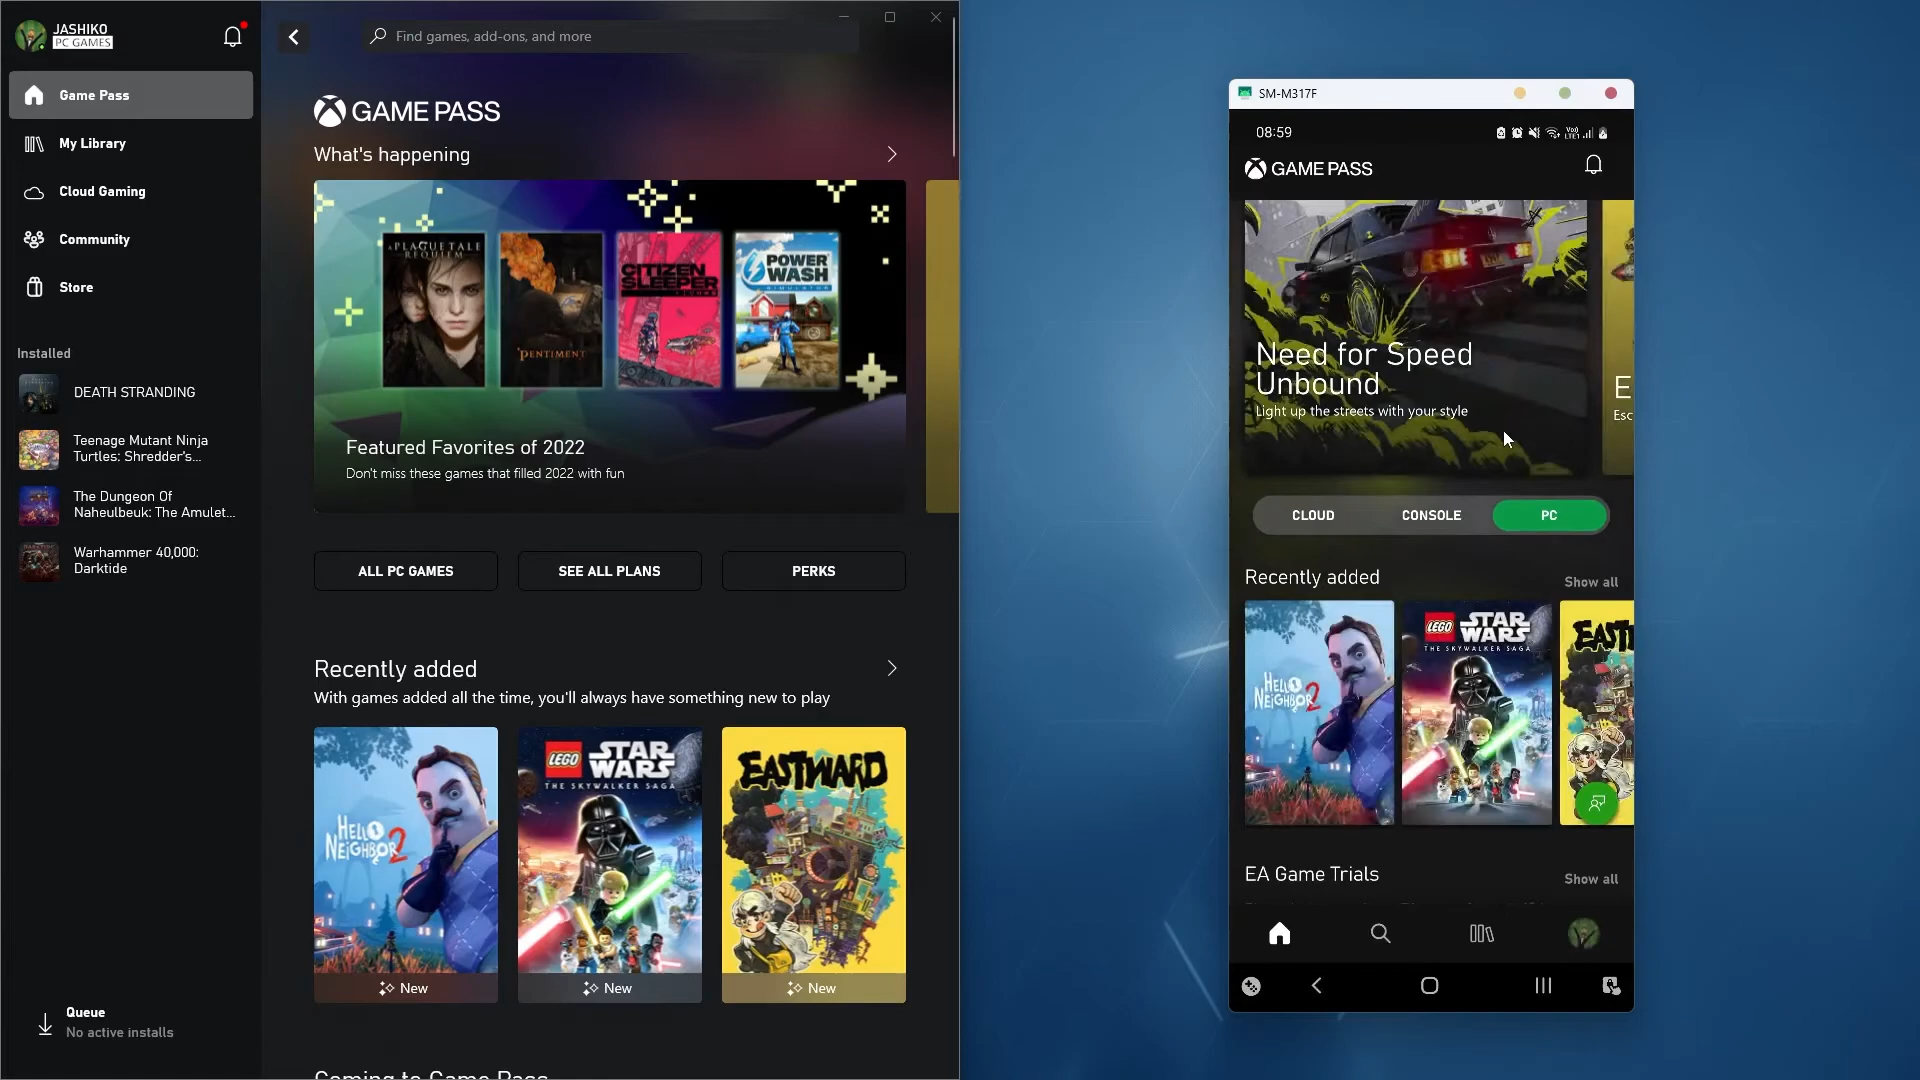 JASHIKO
PC GAMES
Game Pass
My Library
Cloud Gaming
Community
Store
Installed
DEATH STRANDING
Teenage Mutant Ninja
Turtles: Shredder's...
The Dungeon Of
Naheulbeuk: The Amulet...
Warhammer 40,000:
Darktide
Queue
No active installs
Find games, add-ons, and more
GAME PASS
What's happening
A PLAGUE TALE
REQUIEM
PENTIMENT
CITIZEN
SLEEPER
POWER
WASH
SIMULATOR
Featured Favorites of 2022
Don't miss these games that filled 2022 with fun
ALL PC GAMES
SEE ALL PLANS
PERKS
Recently added
With games added all the time, you'll always have something new to play
HELLO
NEIGHBOR 2
New
LEGO STAR
WARS
THE SKYWALKER SAGA
New
EASTWARD
New
Coming to Game Pass
SM-M317F
08:59
GAME PASS
Need for Speed
Unbound
Light up the streets with your style
E
Esc
CLOUD
CONSOLE
PC
Recently added
Show all
HELLO
NEIGHBOR 2
LEGO STAR
WARS
THE SKYWALKER SAGA
EAST
EA Game Trials
Show all